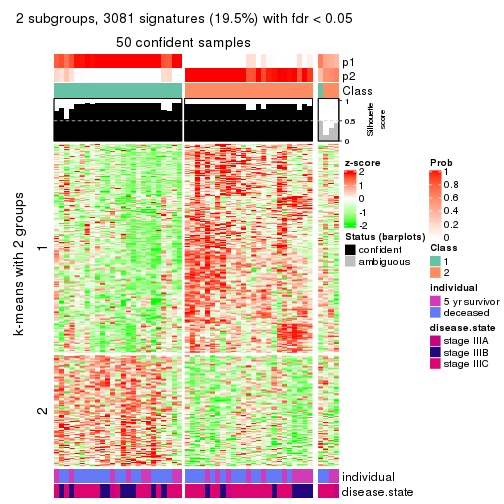 2 subgroups, 3081 signatures (19.5%) with fdr < 0.05
50 confident samples
p1
p2
Class
1
0.5
0
Silhouette
score
k-means with 2 groups
1
2
individual
disease.state
z-score
2
1
0
-1
-2
Status (barplots)
confident
ambiguous
Prob
1
0.8
0.6
0.4
0.2
0
Class
1
2
individual
5 yr survivor
deceased
disease.state
stage IIIA
stage IIIB
stage IIIC